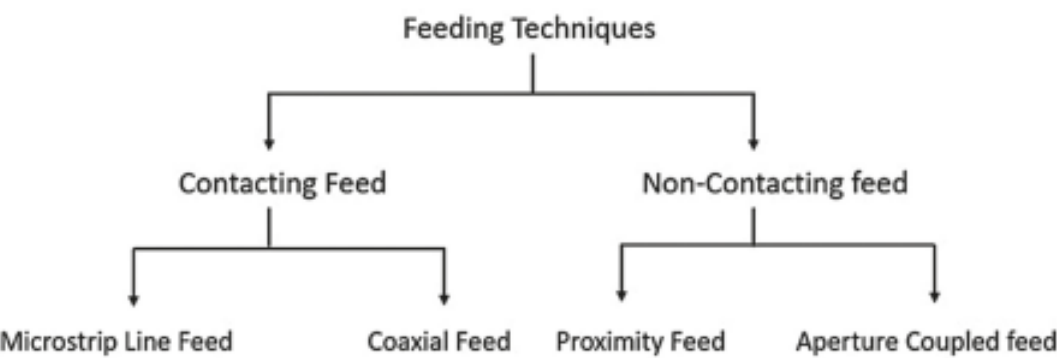 Feeding Techniques
Contacting Feed
Non-Contacting feed
Microstrip Line Feed
Coaxial Feed
Proximity Feed
Aperture Coupled feed